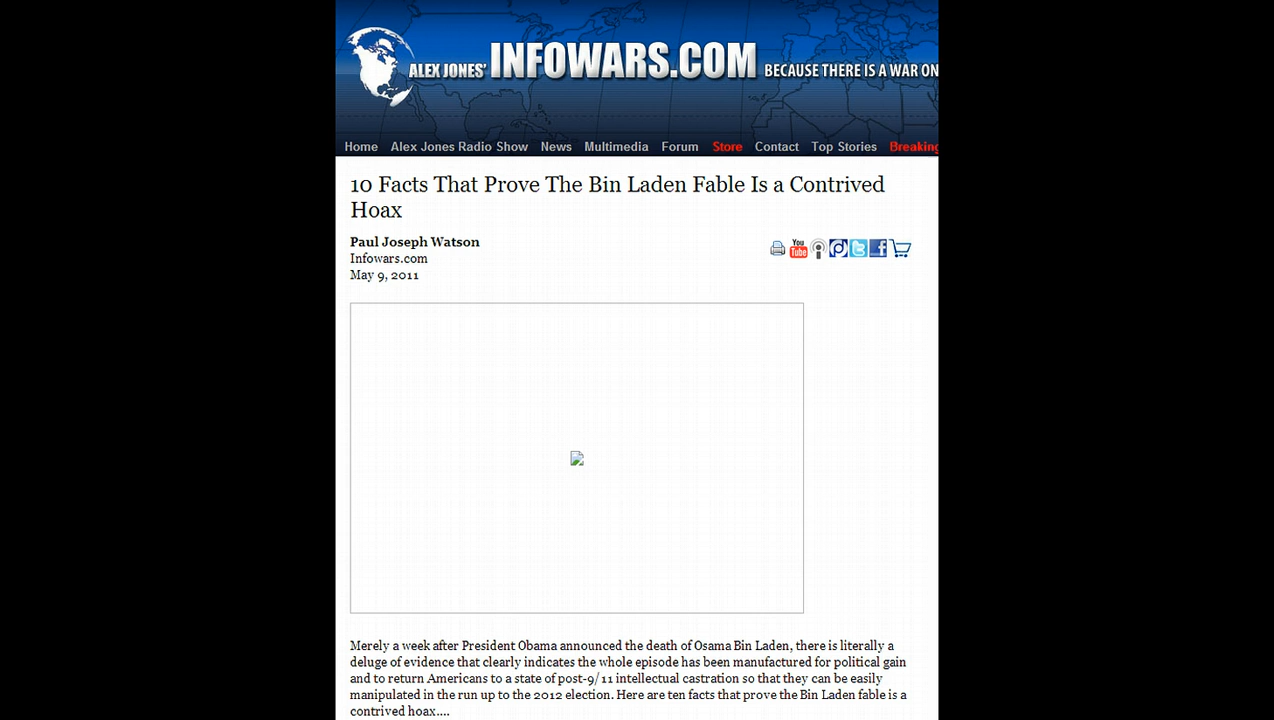 ALEX JONES' INFOWARS.COM BECAUSE THERE IS A WAR ON
Home Alex Jones Radio Show News Multimedia Forum Store Contact Top Stories Breaking
10 Facts That Prove The Bin Laden Fable Is a Contrived
Hoax
Paul Joseph Watson
Infowars.com
May 9, 2011
You
Tube
Merely a week after President Obama announced the death of Osama Bin Laden, there is literally a
deluge of evidence that clearly indicates the whole episode has been manufactured for political gain
and to return Americans to a state of post-9/11 intellectual castration so that they can be easily
manipulated in the run up to the 2012 election. Here are ten facts that prove the Bin Laden fable is a
contrived hoax....